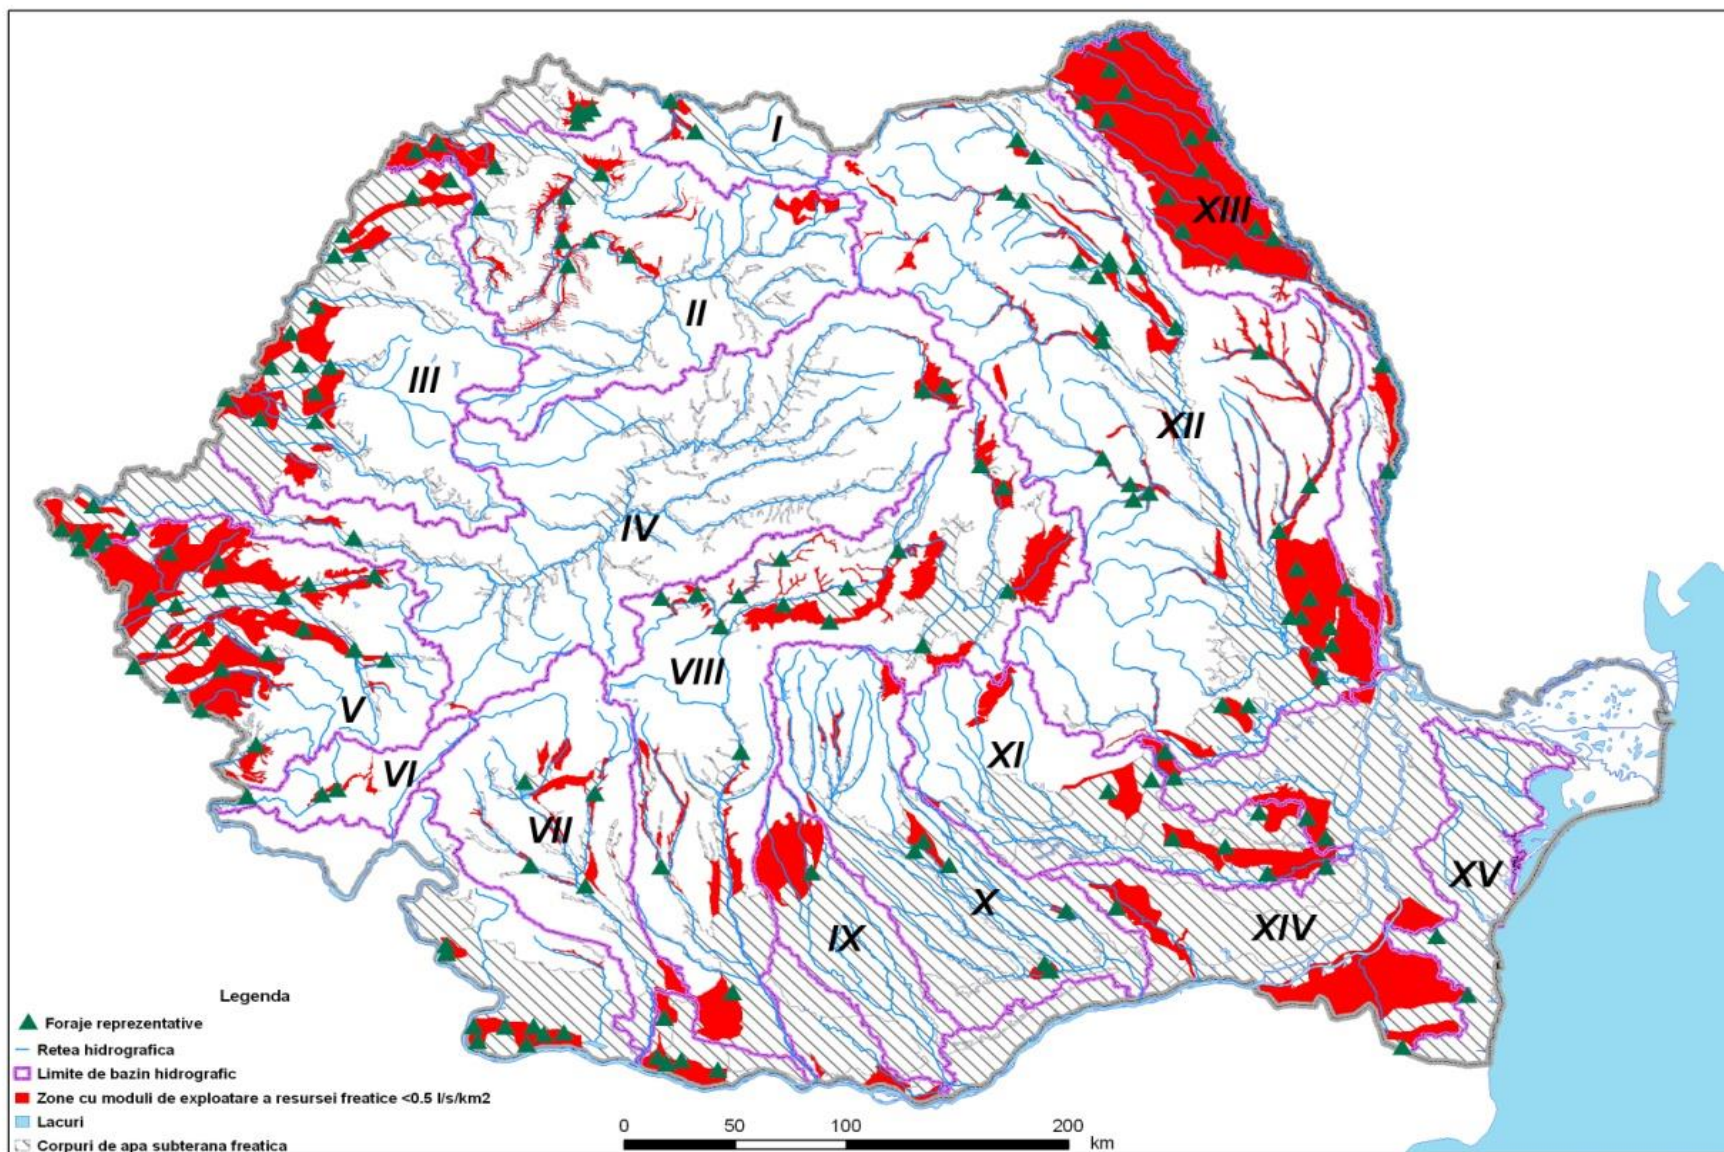 I
XIII
II
III
XII
IV
VIII
V
XI
VI
VII
XV
X
XIV
IX
Legenda
Foraje reprezentative
Retea hidrografica
Limite de bazin hidrografic
Zone cu moduli de exploatare a resursei freatice <0.5 l/s/km2
Lacuri
Corpuri de apa subterana freatica
0 50 100 200
km